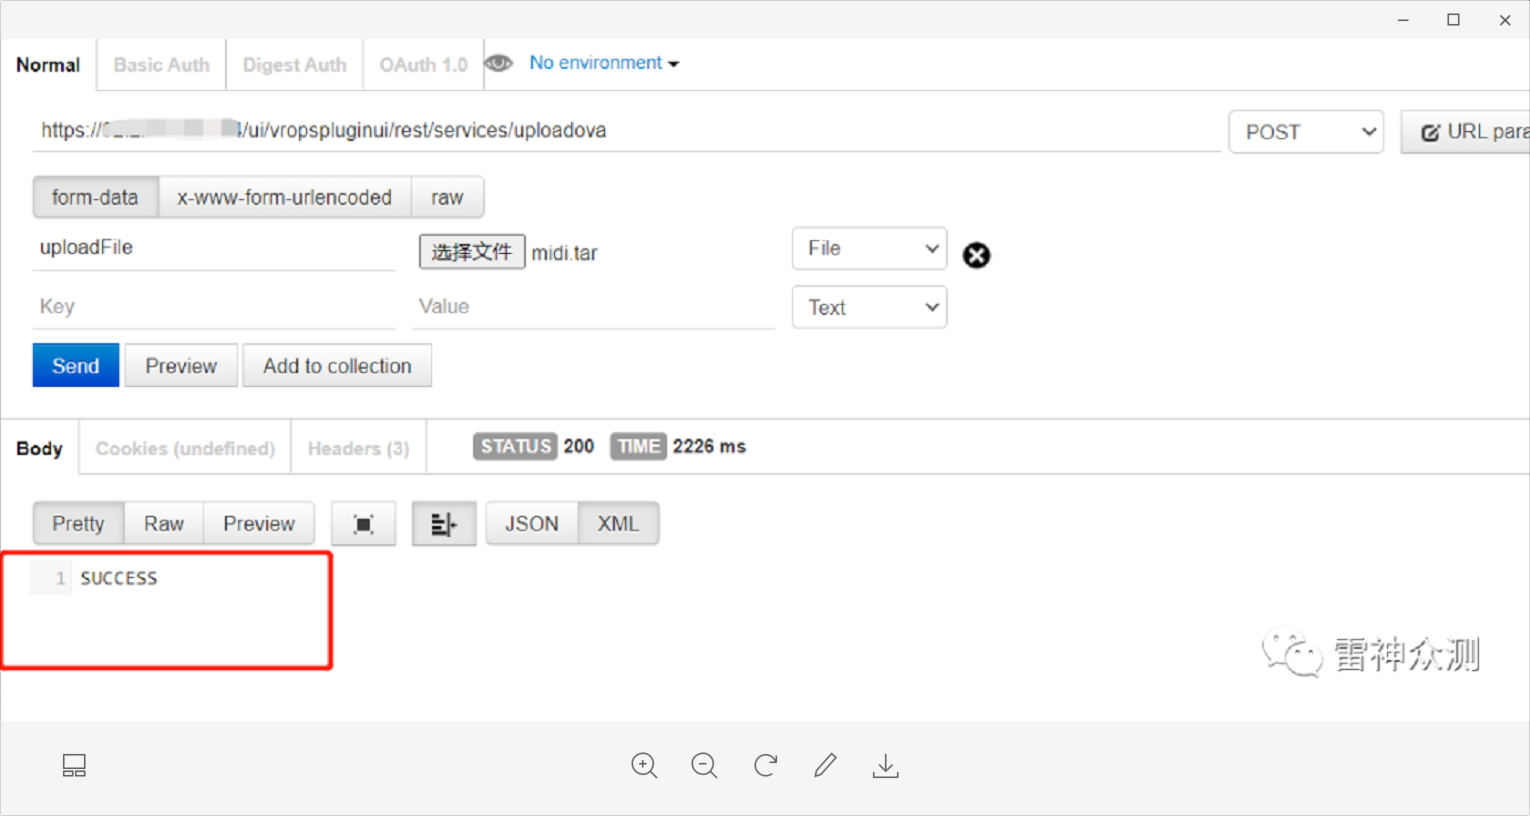 Normal Basic Auth Digest Auth OAuth 1.0 No environment
https:// /ui/vropspluginui/rest/services/uploadova POST URL para
form-data x-www-form-urlencoded raw
uploadFile 选择文件 midi.tar File
Key Value Text
Send Preview Add to collection
Body Cookies (undefined) Headers (3) STATUS 200 TIME 2226 ms
Pretty Raw Preview JSON XML
1 SUCCESS
雷神众测